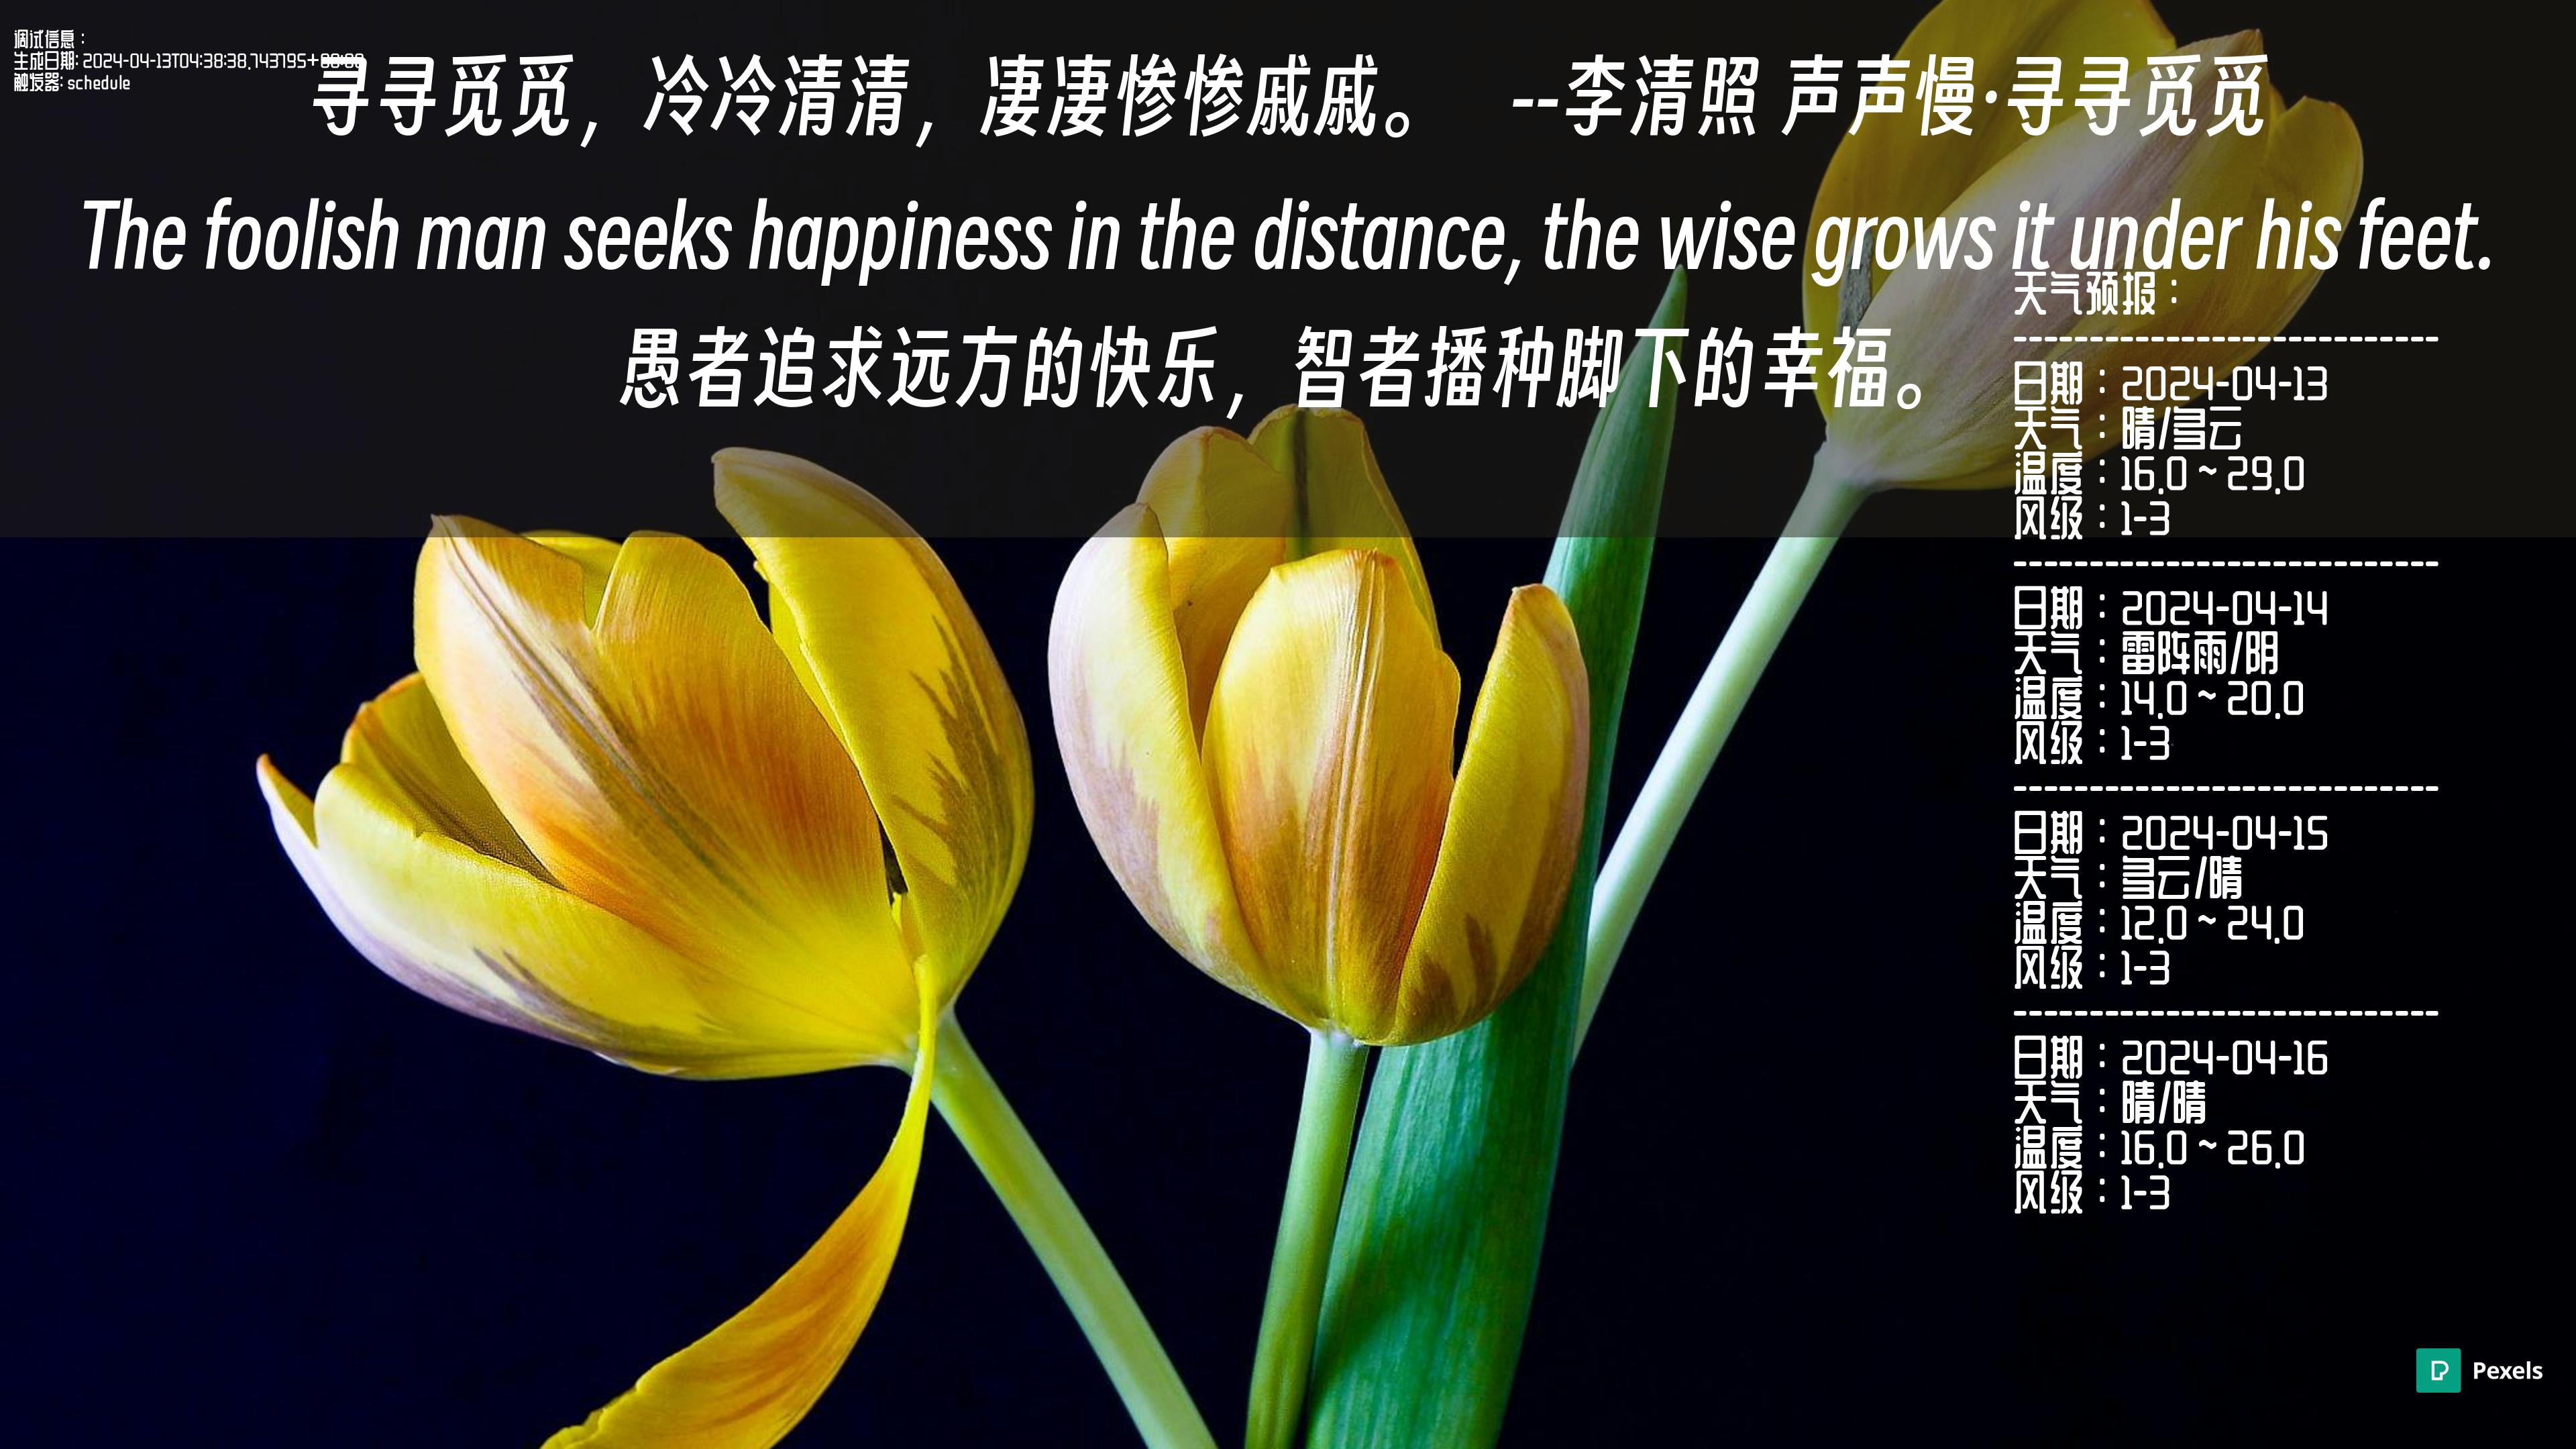 调试信息：
生成日期: 2024-04-13T04:38:38.743795+00:00
触发器: schedule
寻寻觅觅，冷冷清清，凄凄惨惨戚戚。 --李清照 声声慢·寻寻觅觅
The foolish man seeks happiness in the distance, the wise grows it under his feet.
愚者追求远方的快乐，智者播种脚下的幸福。
天气预报：
----------------------------
日期：2024-04-13
天气：晴/多云
温度：16.0 ~ 29.0
风级：1-3
----------------------------
日期：2024-04-14
天气：雷阵雨/阴
温度：14.0 ~ 20.0
风级：1-3
----------------------------
日期：2024-04-15
天气：多云/晴
温度：12.0 ~ 24.0
风级：1-3
----------------------------
日期：2024-04-16
天气：晴/晴
温度：16.0 ~ 26.0
风级：1-3
Pexels